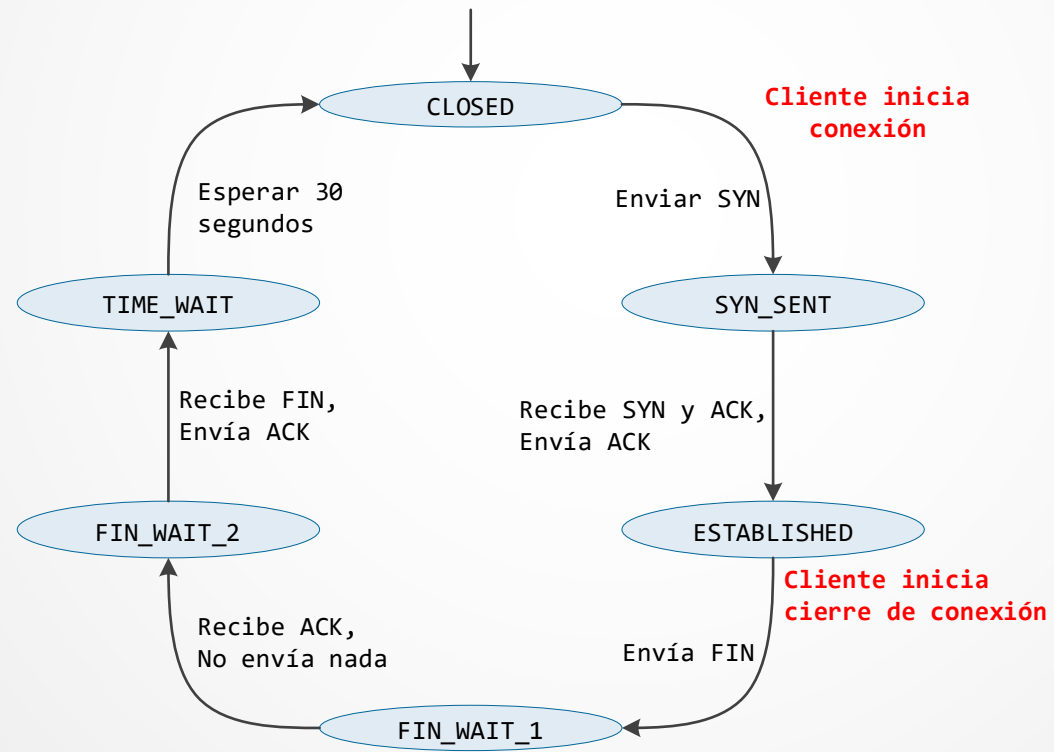 CLOSED
Cliente inicia
conexión
Enviar SYN
SYN_SENT
Recibe SYN y ACK,
Envía ACK
ESTABLISHED
Cliente inicia
cierre de conexión
Envía FIN
FIN_WAIT_1
Recibe ACK,
No envía nada
FIN_WAIT_2
Recibe FIN,
Envía ACK
TIME_WAIT
Esperar 30
segundos